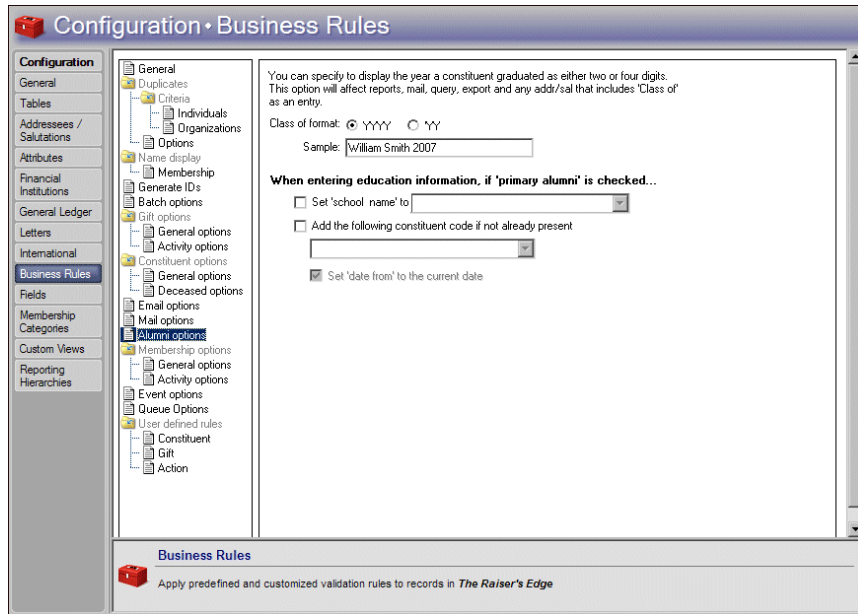 Configuration • Business Rules
Configuration
General
Tables
Addressees /
Salutations
Attributes
Financial
Institutions
General Ledger
Letters
International
Business Rules
Fields
Membership
Categories
Custom Views
Reporting
Hierarchies
General
Duplicates
Criteria
Individuals
Organizations
Options
Name display
Membership
Generate IDs
Batch options
Gift options
General options
Activity options
Constituent options
General options
Deceased options
Email options
Mail options
Alumni options
Membership options
General options
Activity options
Event options
Queue Options
User defined rules
Constituent
Gift
Action
You can specify to display the year a constituent graduated as either two or four digits.
This option will affect reports, mail, query, export and any addr/sal that includes 'Class of'
as an entry.
Class of format: YYYY 'YY
Sample: William Smith 2007
When entering education information, if 'primary alumni' is checked...
Set 'school name' to
Add the following constituent code if not already present
Set 'date from' to the current date
Business Rules
Apply predefined and customized validation rules to records in The Raiser's Edge